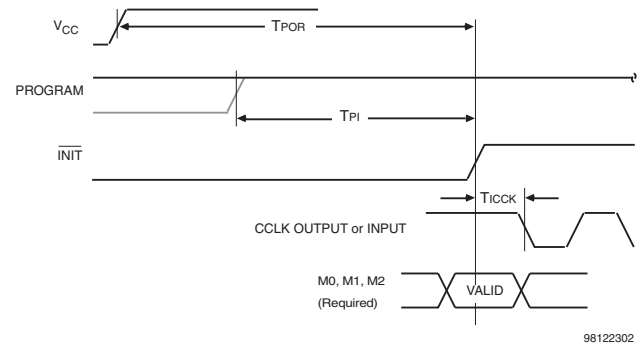 VCC
TPOR
PROGRAM
TPI
INIT
TICCK
CCLK OUTPUT or INPUT
M0, M1, M2
(Required)
VALID
98122302